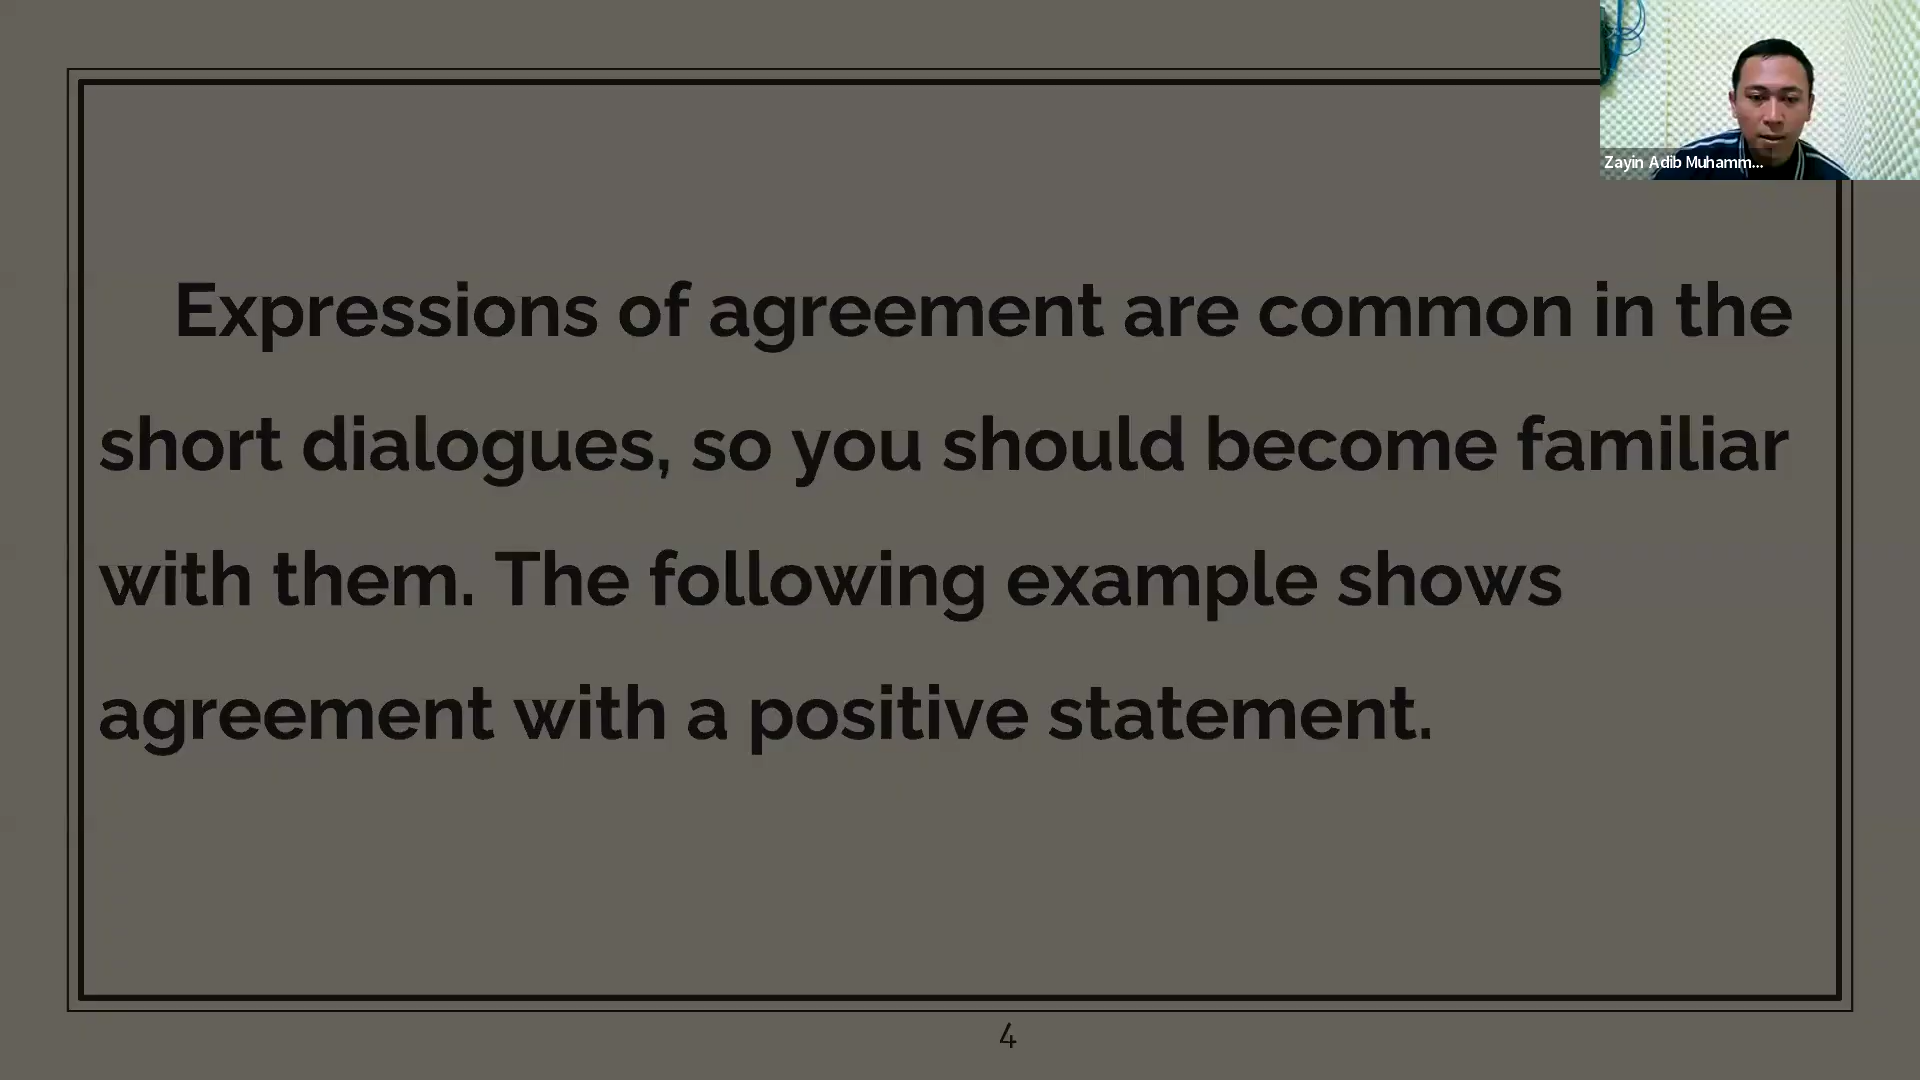 Zayin Adib Muhamm...
Expressions of agreement are common in the
short dialogues, so you should become familiar
with them. The following example shows
agreement with a positive statement.
4